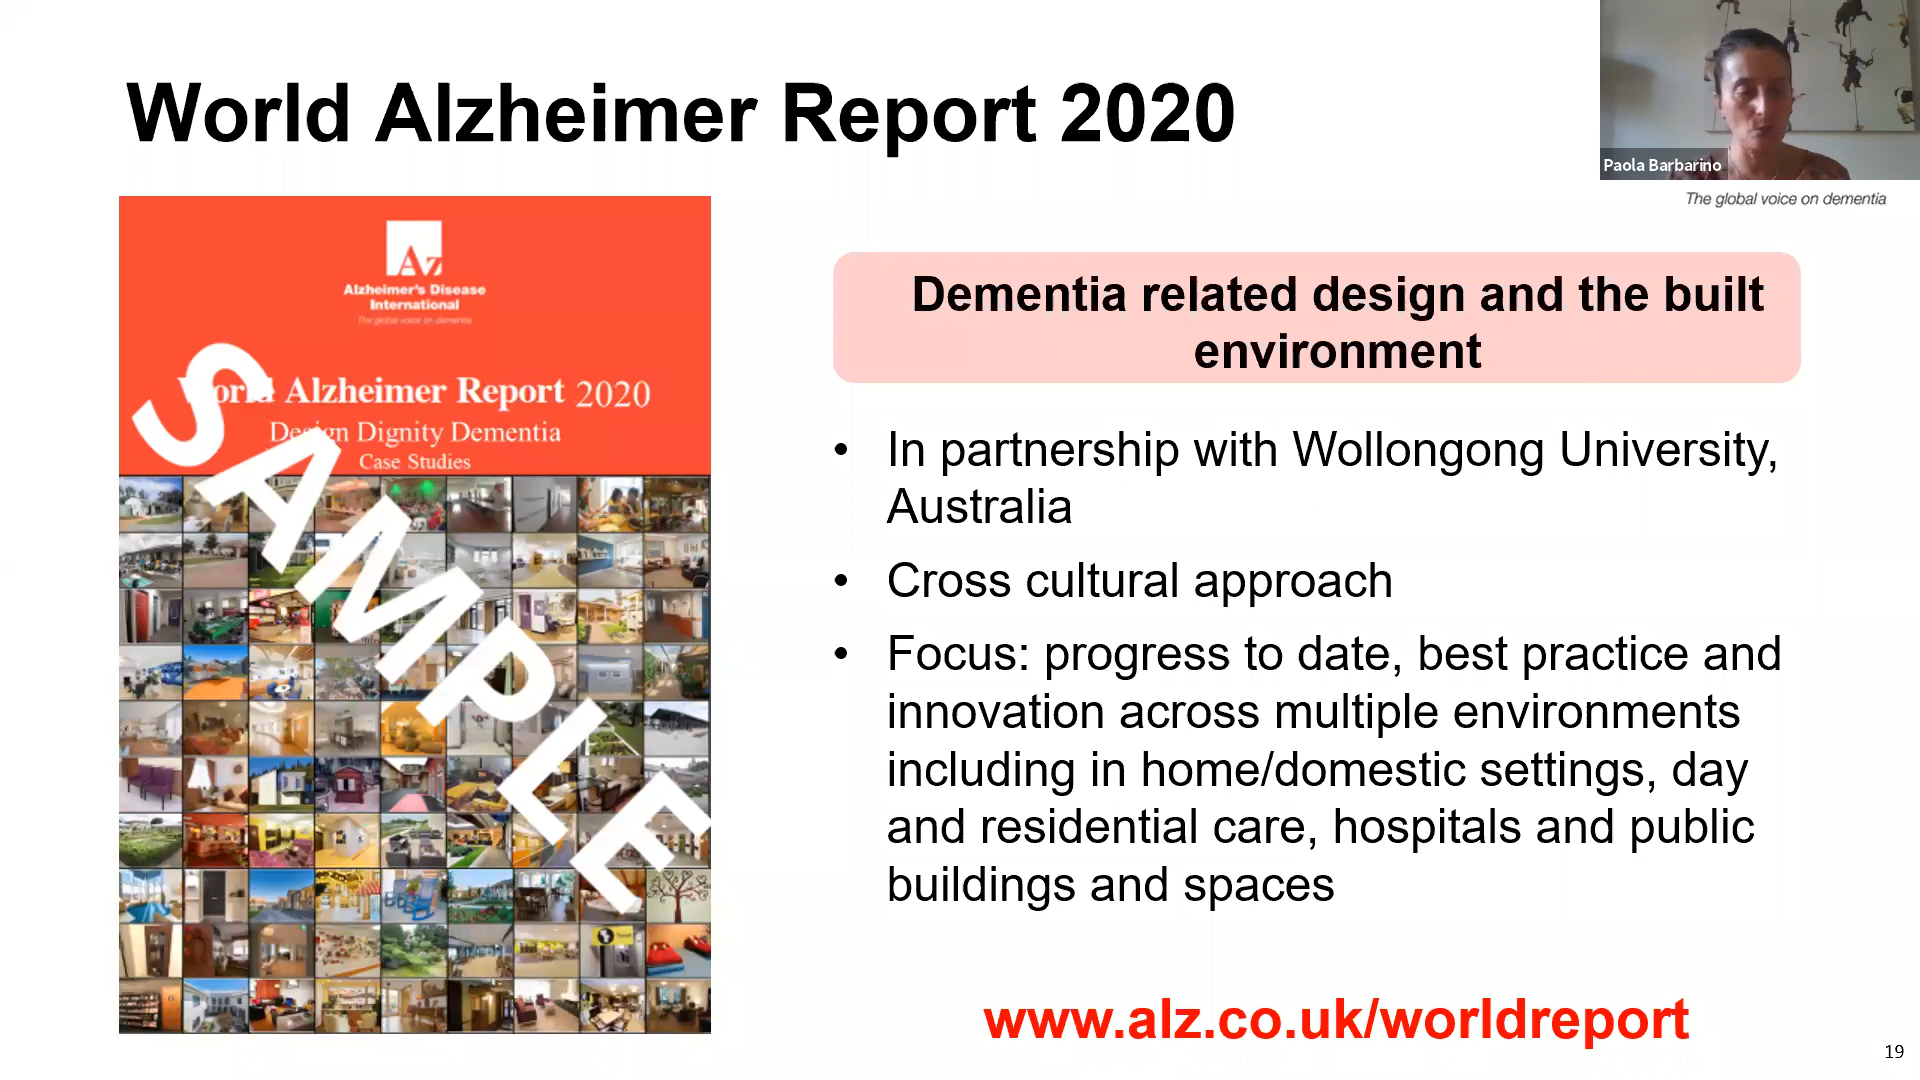 World Alzheimer Report 2020
Paola Barbarino
The global voice on dementia
Az
Alzheimer's Disease
International
The global voice on dementia
World Alzheimer Report 2020
Design Dignity Dementia
Case Studies
SAMPLE
Dementia related design and the built
environment
• In partnership with Wollongong University,
Australia
• Cross cultural approach
• Focus: progress to date, best practice and
innovation across multiple environments
including in home/domestic settings, day
and residential care, hospitals and public
buildings and spaces
www.alz.co.uk/worldreport
19